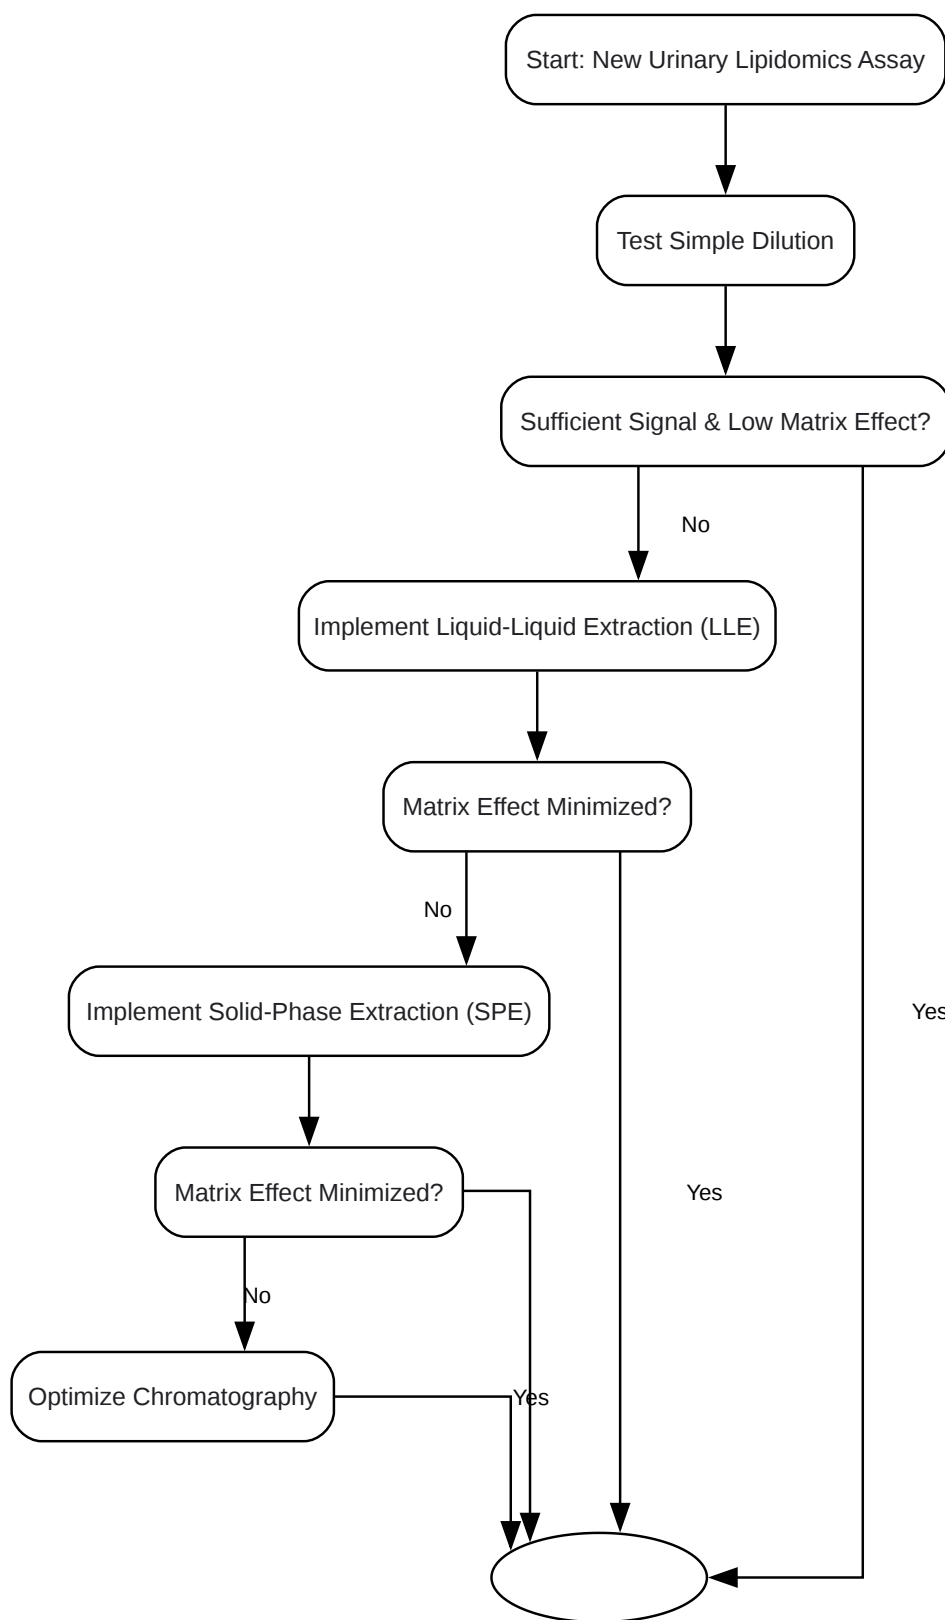 Start: New Urinary Lipidomics Assay
Test Simple Dilution
Sufficient Signal & Low Matrix Effect?
No
Implement Liquid-Liquid Extraction (LLE)
Matrix Effect Minimized?
No
Implement Solid-Phase Extraction (SPE)
Yes
Matrix Effect Minimized?
Yes
No
Optimize Chromatography
Yes